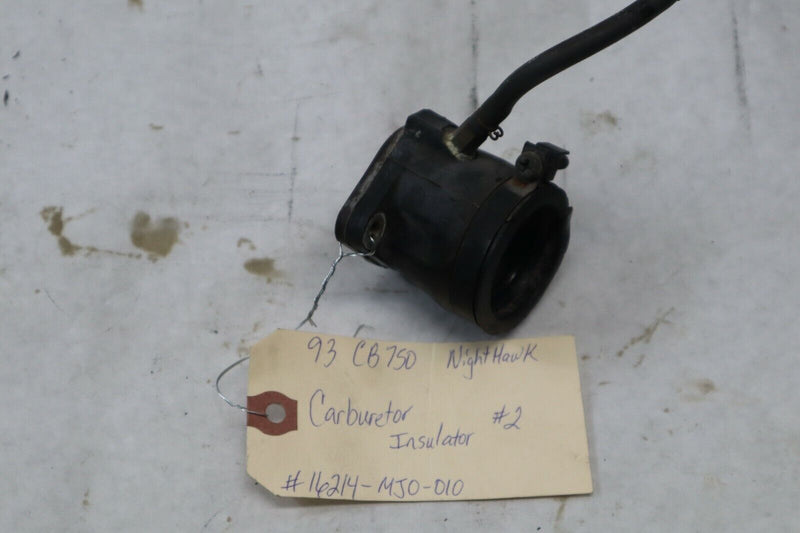 93 CB750 NightHawk
Carburetor #2
Insulator
#16214-MJ0-010